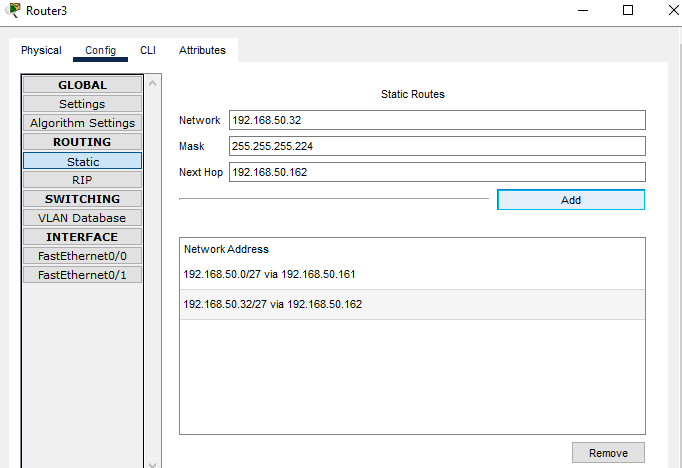 Router3
Physical Config CLI Attributes
GLOBAL
Settings
Algorithm Settings
ROUTING
Static
RIP
SWITCHING
VLAN Database
INTERFACE
FastEthernet0/0
FastEthernet0/1
Static Routes
Network 192.168.50.32
Mask 255.255.255.224
Next Hop 192.168.50.162
Add
Network Address
192.168.50.0/27 via 192.168.50.161
192.168.50.32/27 via 192.168.50.162
Remove